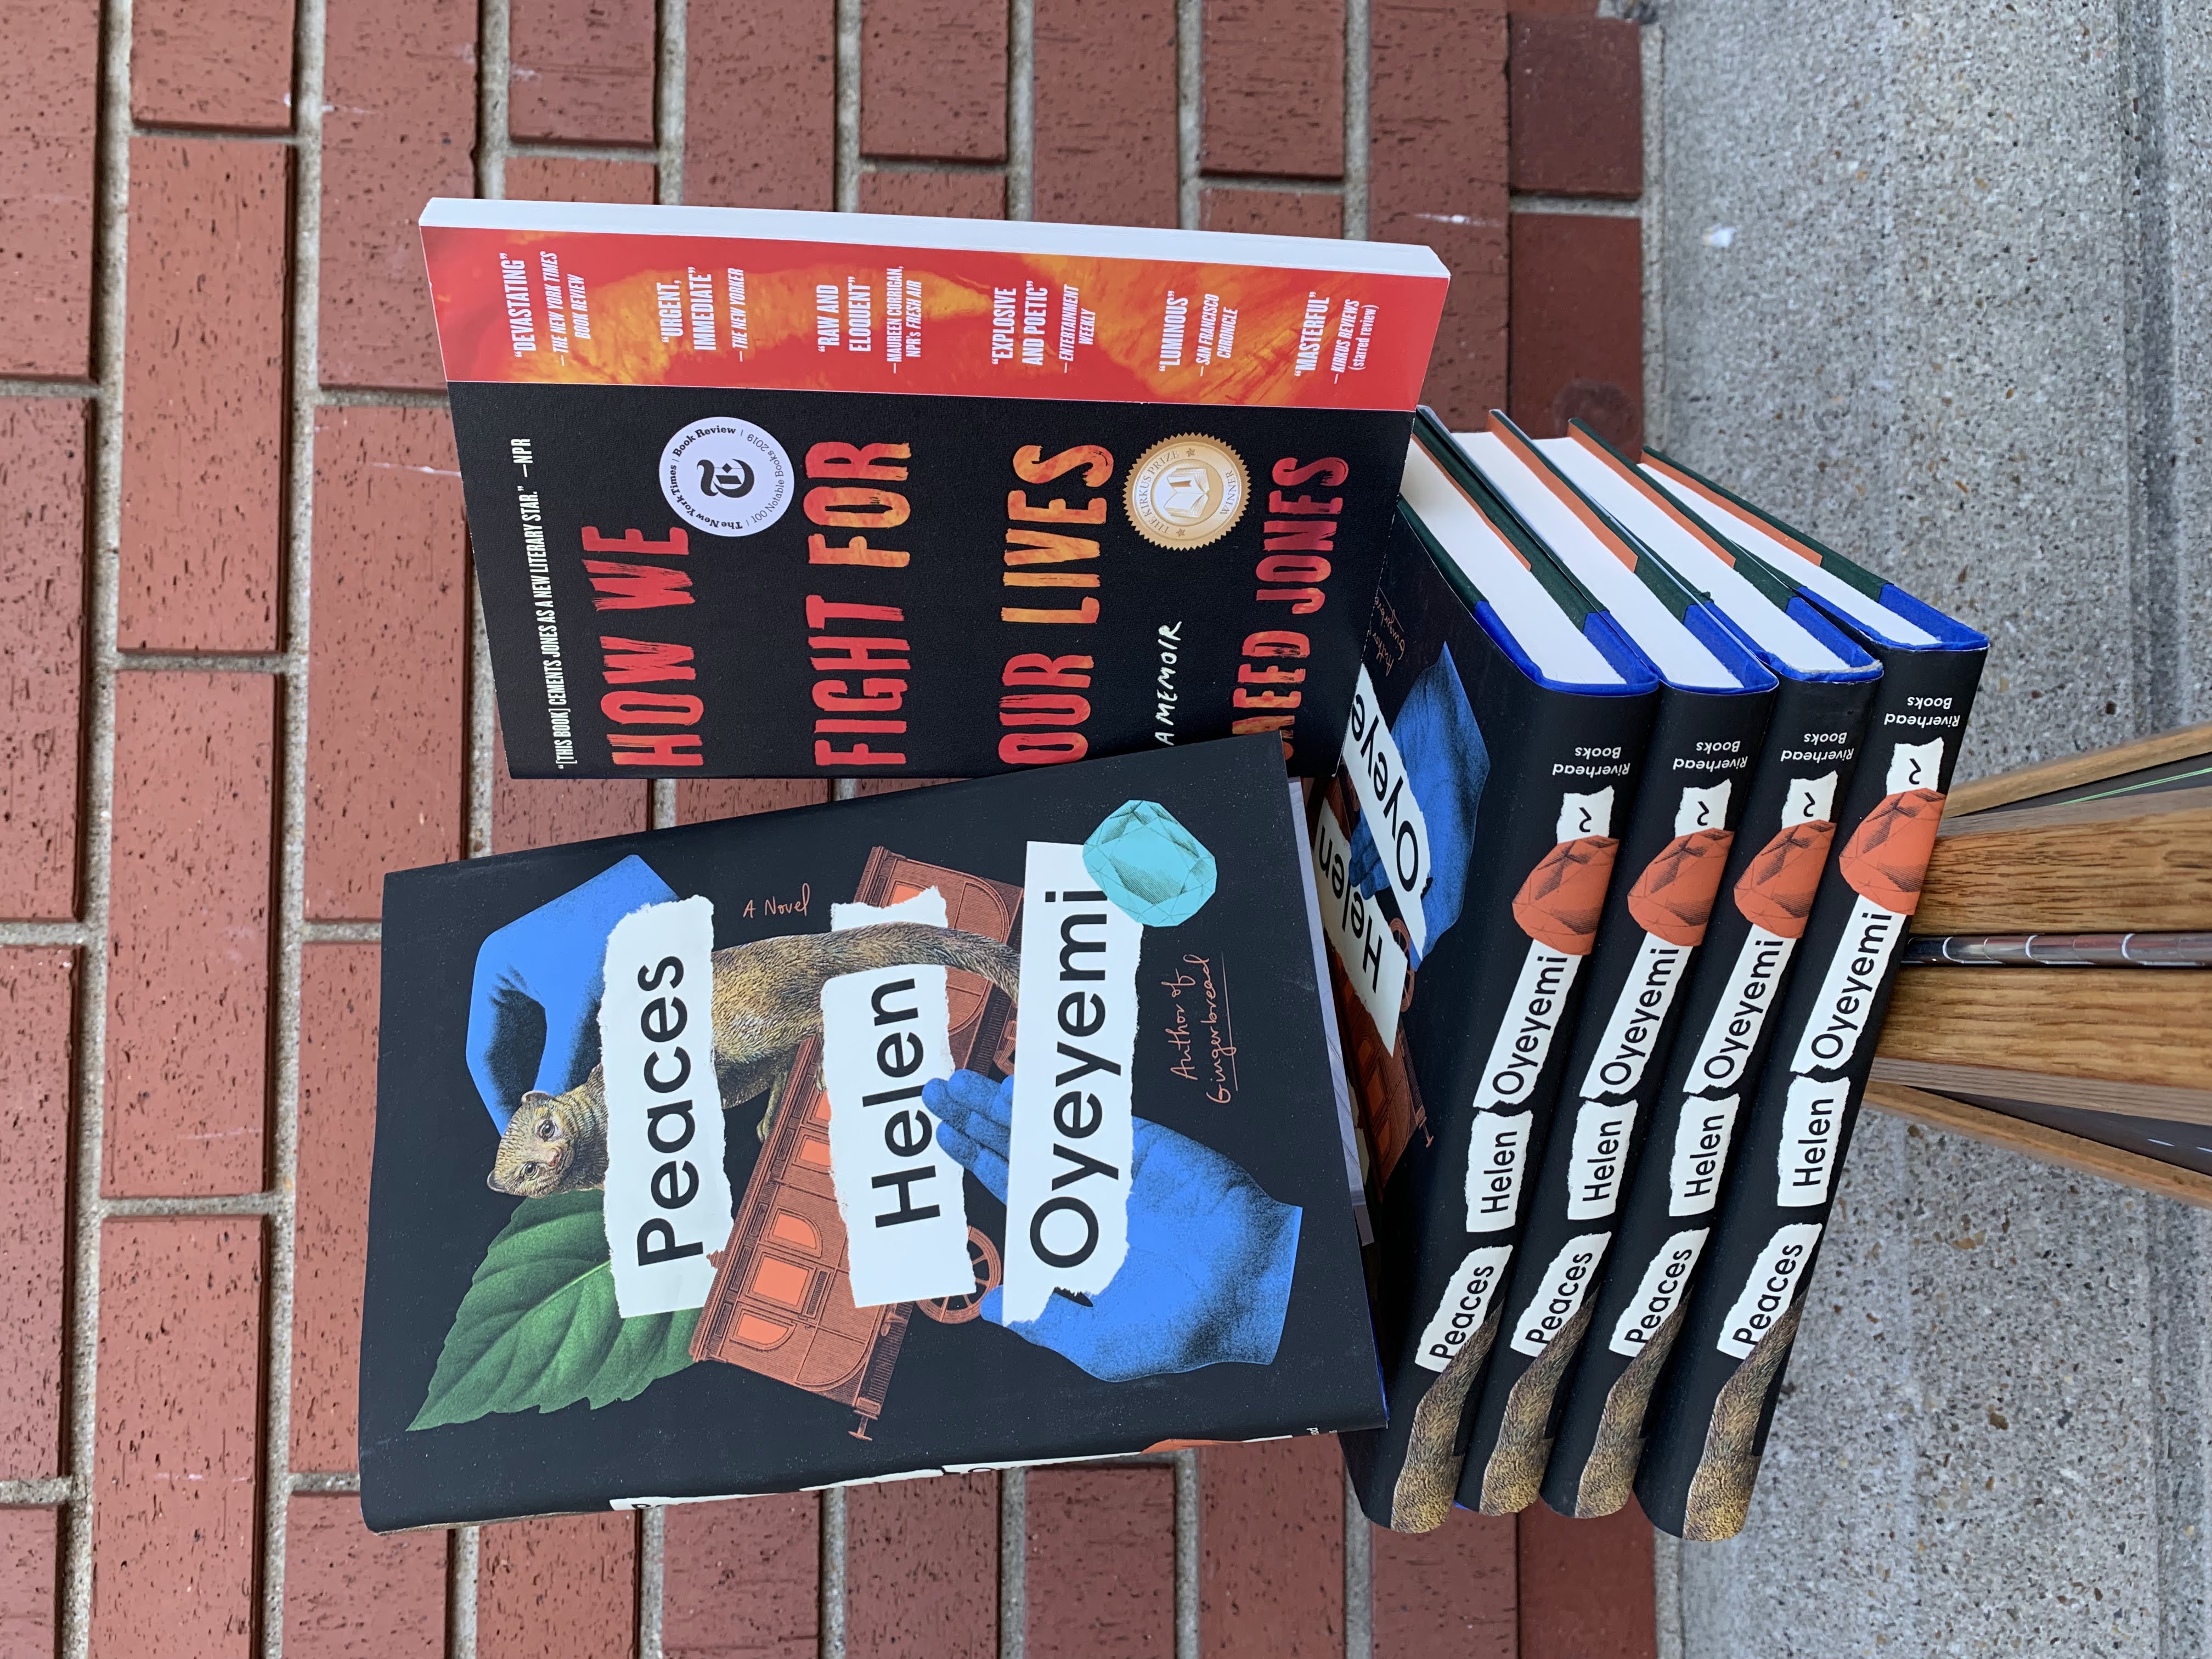 Peaces
A Novel
Helen
Oyeyemi
Author of
Gingerbread
"[THIS BOOK] CEMENTS JONES AS A NEW LITERARY STAR." —NPR
HOW WE
The New York Times | Book Review
T
100 Notable Books 2019
FIGHT FOR
OUR LIVES
A MEMOIR
THE KIRKUS PRIZE
WINNER
JONES
"DEVASTATING"
—THE NEW YORK TIMES
BOOK REVIEW
"URGENT,
IMMEDIATE"
—THE NEW YORKER
"RAW AND
ELOQUENT"
—MAUREEN CORRIGAN,
NPR's FRESH AIR
"EXPLOSIVE
AND POETIC"
—ENTERTAINMENT
WEEKLY
"LUMINOUS"
—SAN FRANCISCO
CHRONICLE
"MASTERFUL"
—KIRKUS REVIEWS
(starred review)
Helen
Oyeye
Author
Gingerbre
Peaces Helen Oyeyemi R Riverhead
Books
Peaces Helen Oyeyemi R Riverhead
Books
Peaces Helen Oyeyemi R Riverhead
Books
Peaces Helen Oyeyemi R Riverhead
Books